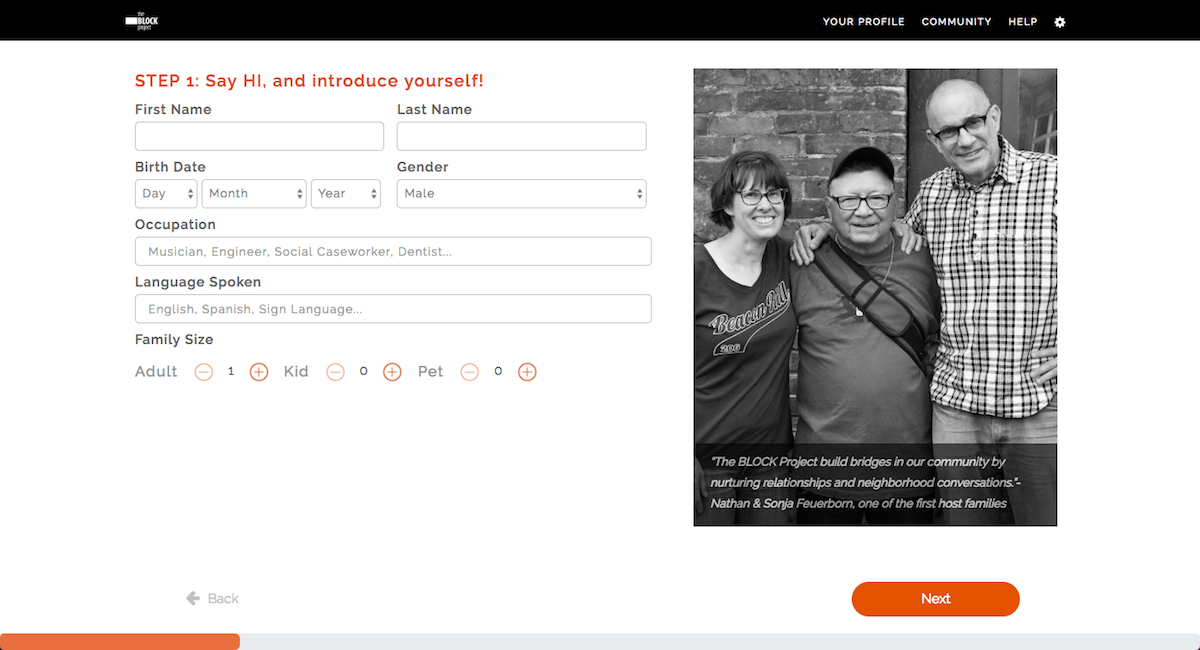 the
BLOCK
project
YOUR PROFILE COMMUNITY HELP
STEP 1: Say HI, and introduce yourself!
First Name Last Name
Birth Date Gender
Day Month Year Male
Occupation
Musician, Engineer, Social Caseworker, Dentist...
Language Spoken
English, Spanish, Sign Language...
Family Size
Adult 1 Kid 0 Pet 0
Beacon Hill
206
"The BLOCK Project build bridges in our community by
nurturing relationships and neighborhood conversations."-
Nathan & Sonja Feuerborn, one of the first host families
Back Next